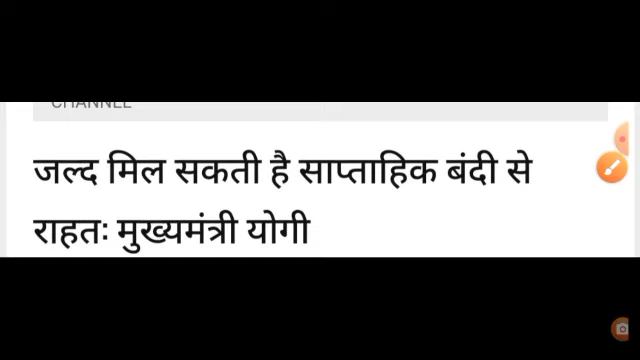 CHANNEL
जल्द मिल सकती है साप्ताहिक बंदी से
राहतः मुख्यमंत्री योगी